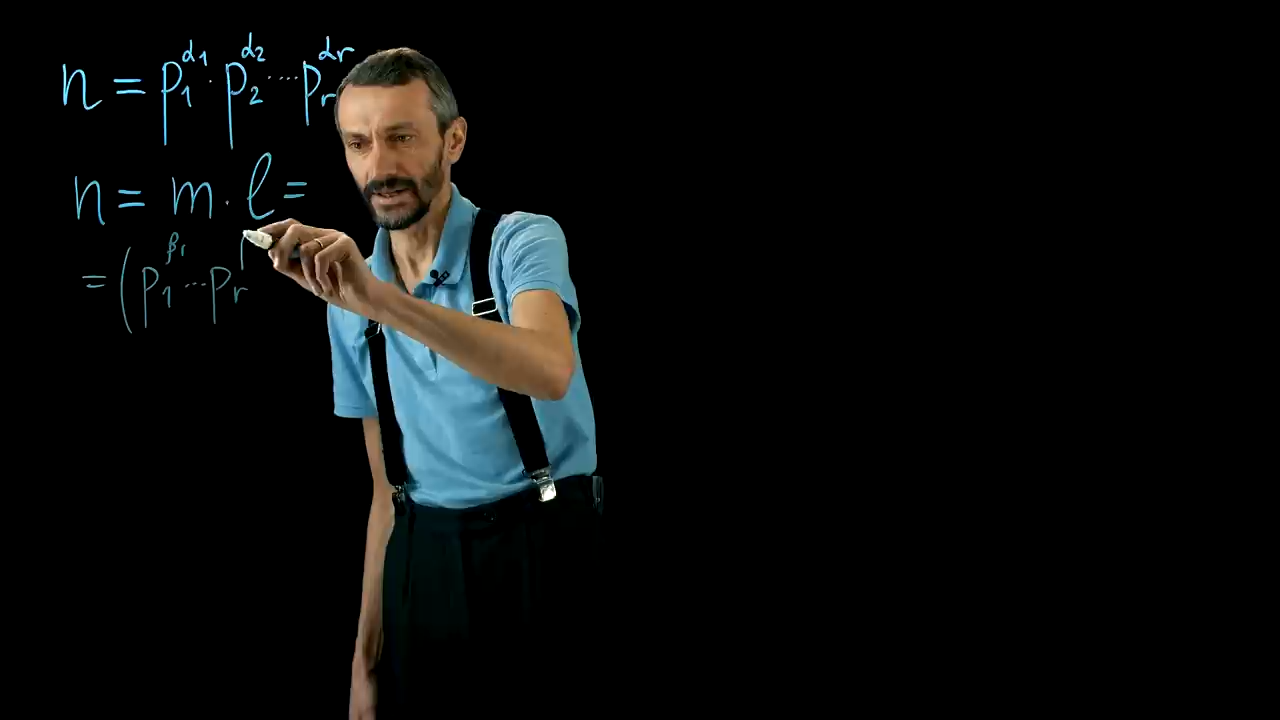 n = p₁^α₁ · p₂^α₂ ···· pᵣ^αᵣ
n = m · l =
= (p₁^β₁ ··· pᵣ